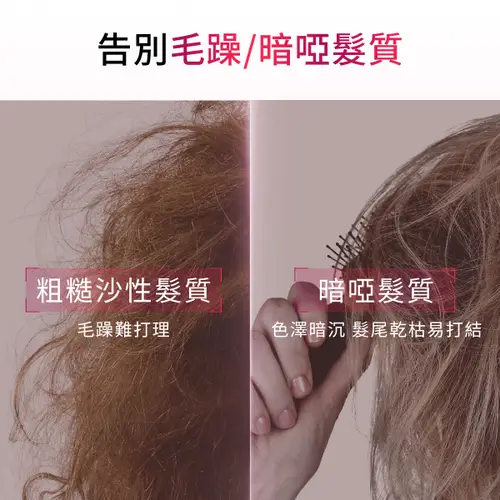 告別毛躁/暗啞髮質
粗糙沙性髮質
毛躁難打理
暗啞髮質
色澤暗沉 髮尾乾枯易打結